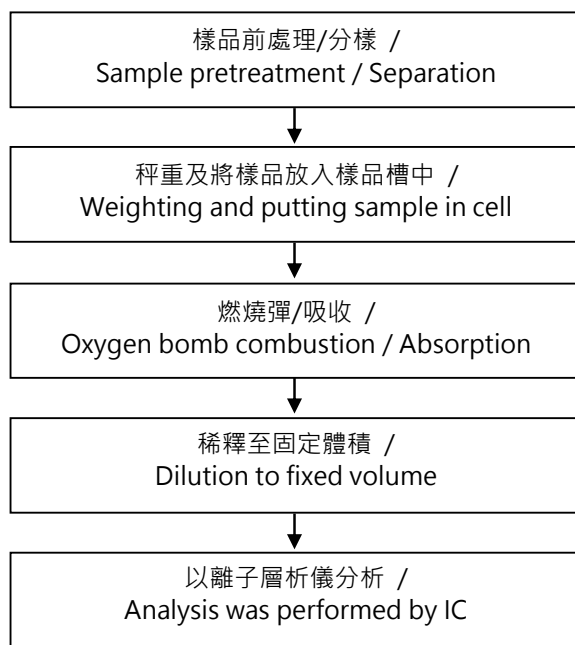 樣品前處理/分樣 /
Sample pretreatment / Separation
秤重及將樣品放入樣品槽中 /
Weighting and putting sample in cell
燃燒彈/吸收 /
Oxygen bomb combustion / Absorption
稀釋至固定體積 /
Dilution to fixed volume
以離子層析儀分析 /
Analysis was performed by IC